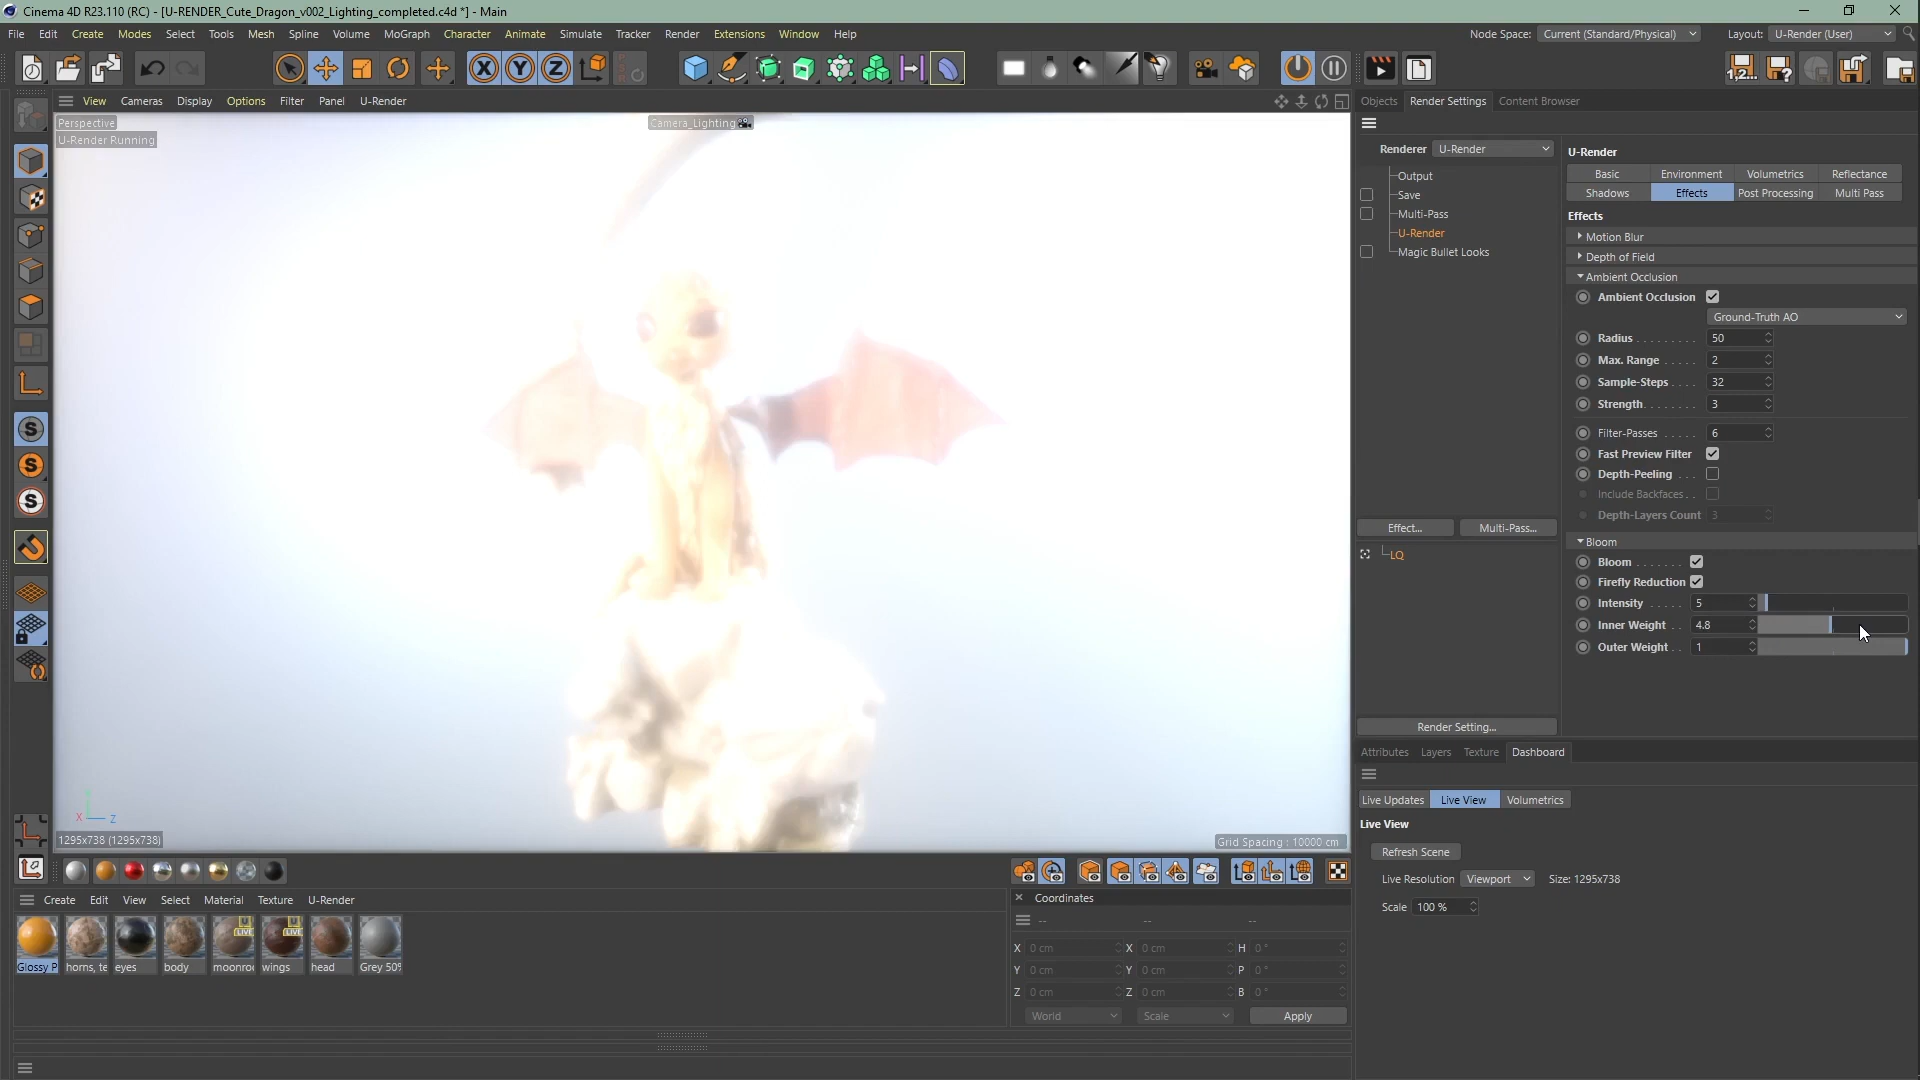 Cinema 4D R23.110 (RC) - [U-RENDER_Cute_Dragon_v002_Lighting_completed.c4d *] - Main
File Edit Create Modes Select Tools Mesh Spline Volume MoGraph Character Animate Simulate Tracker Render Extensions Window Help
Node Space: Current (Standard/Physical) Layout: U-Render (User)
View Cameras Display Options Filter Panel U-Render
Objects Render Settings Content Browser
Perspective
Camera_Lighting
U-Render Running
Renderer U-Render
Output
Save
Multi-Pass
U-Render
Magic Bullet Looks
Effect... Multi-Pass...
LQ
Render Setting...
U-Render
Basic Environment Volumetrics Reflectance
Shadows Effects Post Processing Multi Pass
Effects
Motion Blur
Depth of Field
Ambient Occlusion
Ambient Occlusion
Ground-Truth AO
Radius 50
Max. Range 2
Sample-Steps 32
Strength 3
Filter-Passes 6
Fast Preview Filter
Depth-Peeling
Include Backfaces
Depth-Layers Count 3
Bloom
Bloom
Firefly Reduction
Intensity 5
Inner Weight 4.8
Outer Weight 1
Attributes Layers Texture Dashboard
Live Updates Live View Volumetrics
Live View
Refresh Scene
Live Resolution Viewport Size: 1295x738
Scale 100 %
X Z
1295x738 (1295x738)
Grid Spacing : 10000 cm
Create Edit View Select Material Texture U-Render
Glossy P horns, te eyes body moonro wings head Grey 50%
Coordinates
-- -- --
X 0 cm X 0 cm H 0 °
Y 0 cm Y 0 cm P 0 °
Z 0 cm Z 0 cm B 0 °
World Scale Apply